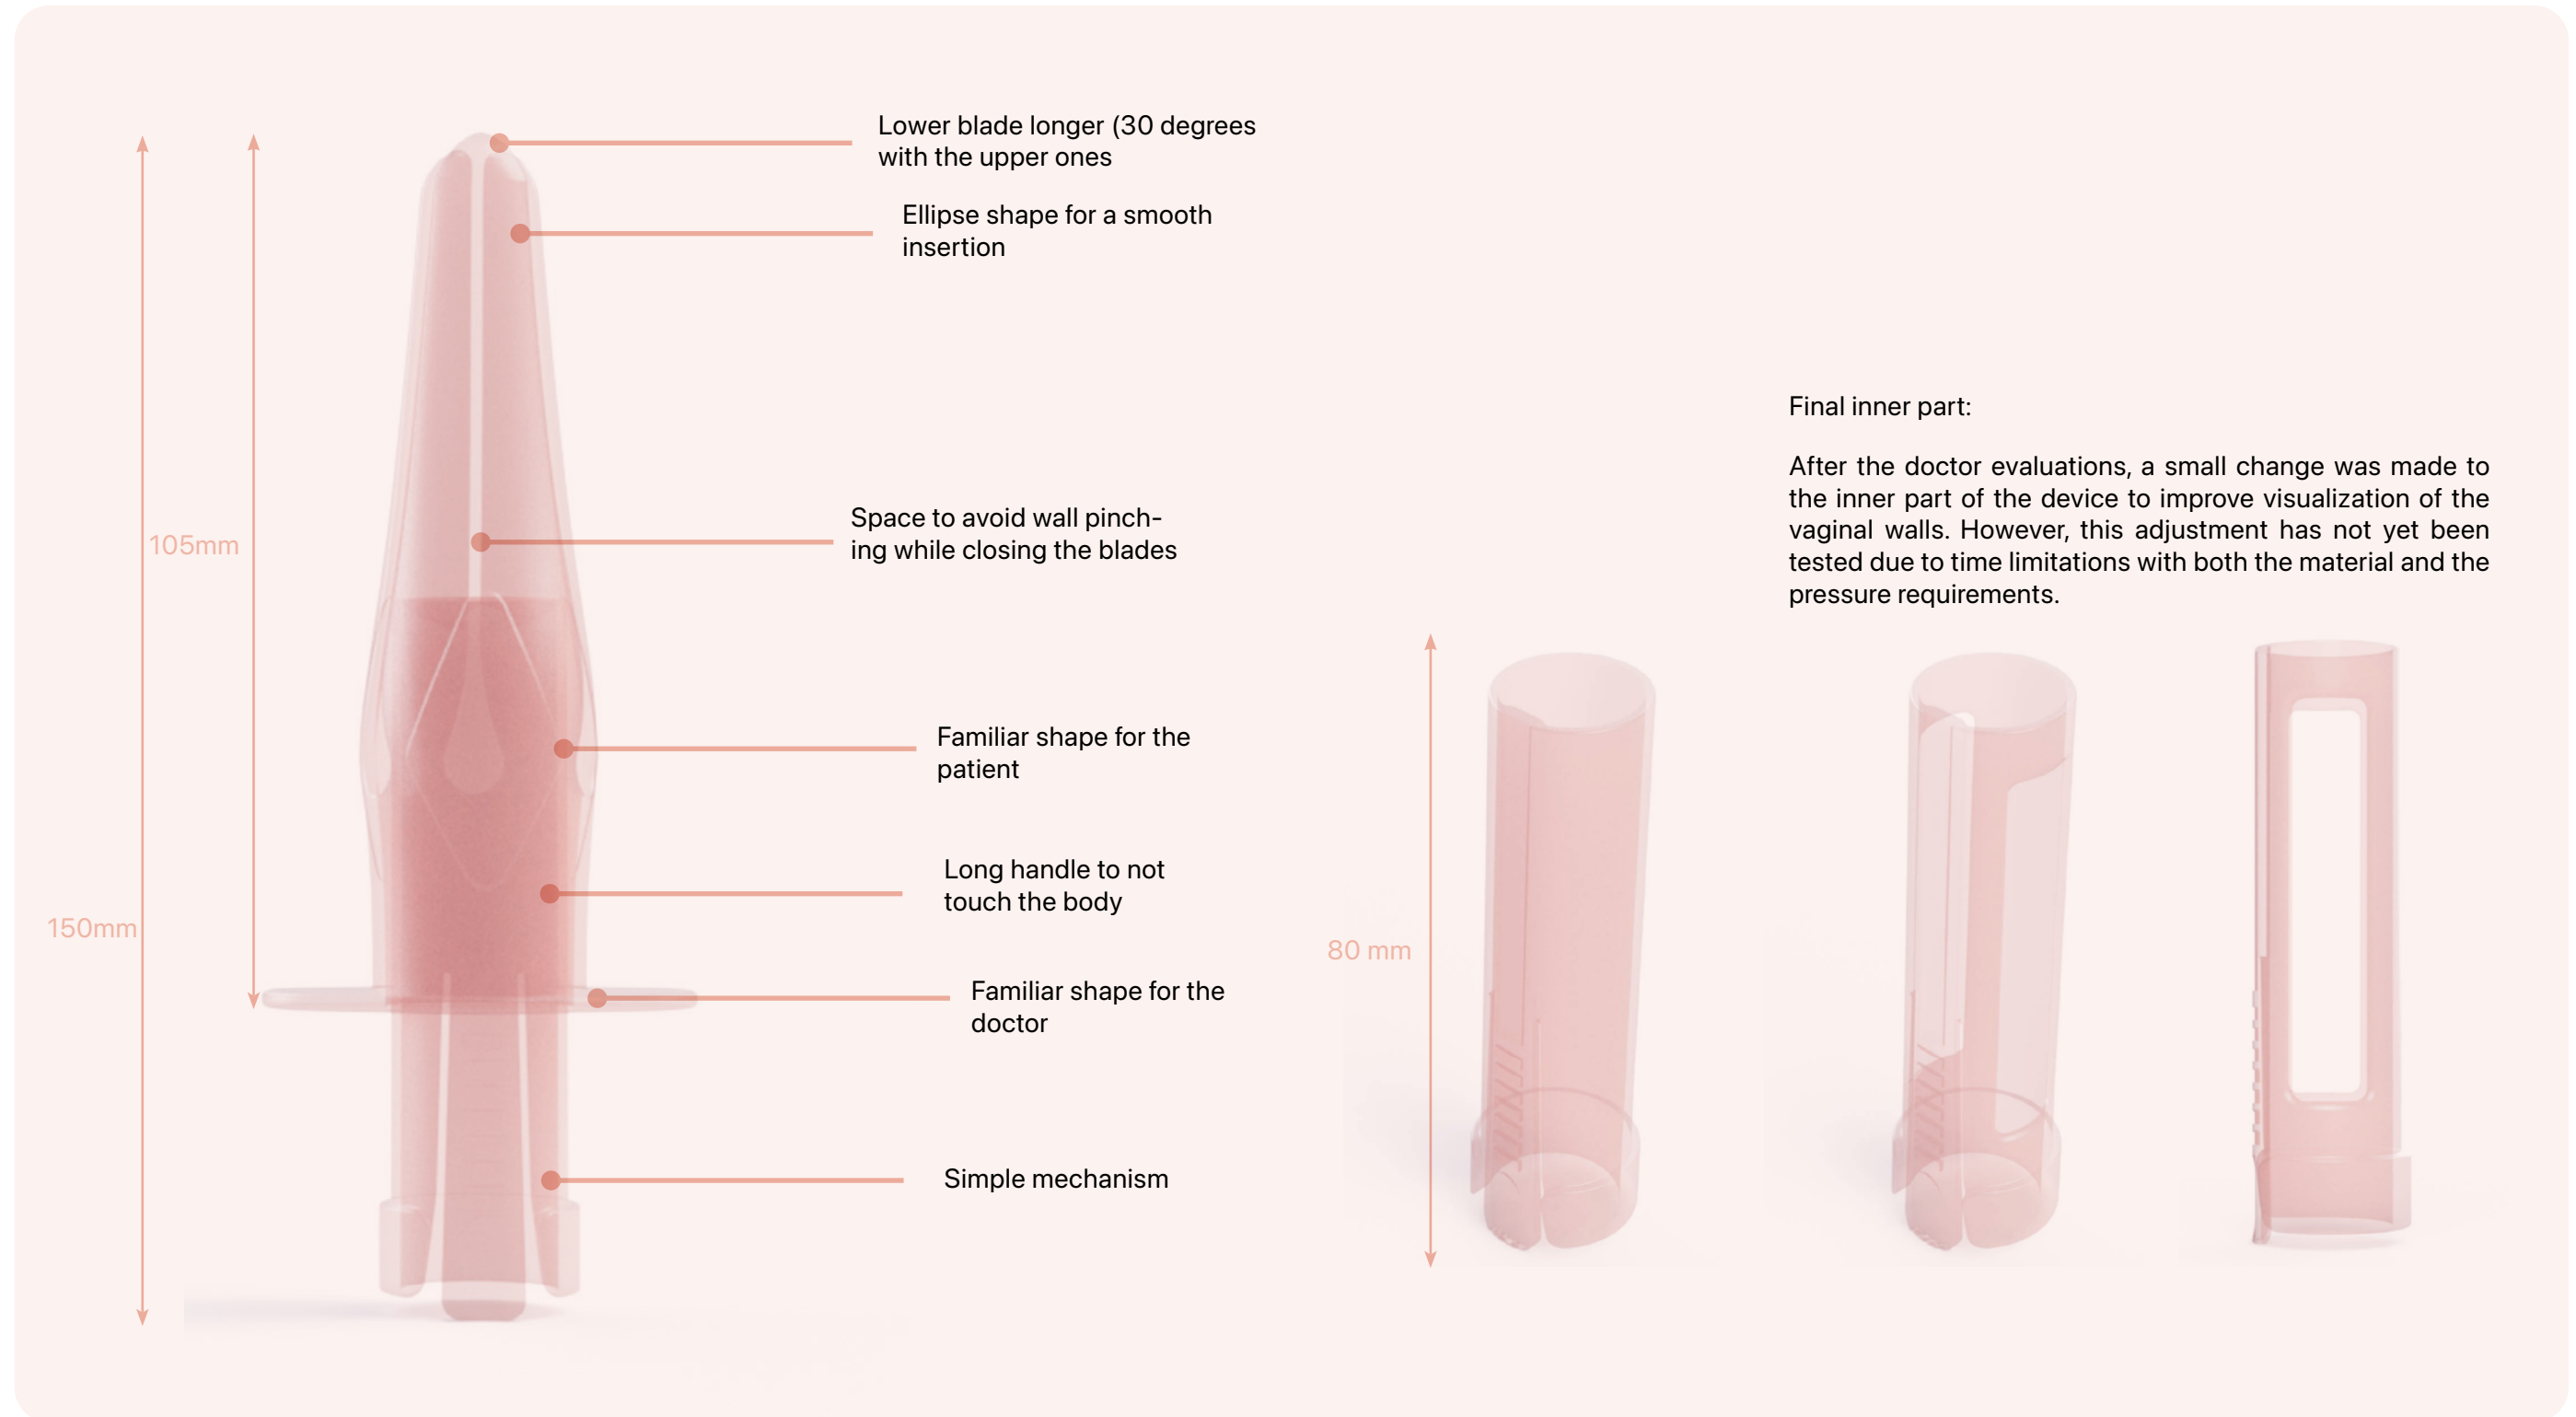 Lower blade longer (30 degrees
with the upper ones
Ellipse shape for a smooth
insertion
Space to avoid wall pinch-
ing while closing the blades
105mm
Familiar shape for the
patient
Long handle to not
touch the body
150mm
Familiar shape for the
doctor
Simple mechanism
Final inner part:
After the doctor evaluations, a small change was made to
the inner part of the device to improve visualization of the
vaginal walls. However, this adjustment has not yet been
tested due to time limitations with both the material and the
pressure requirements.
80 mm